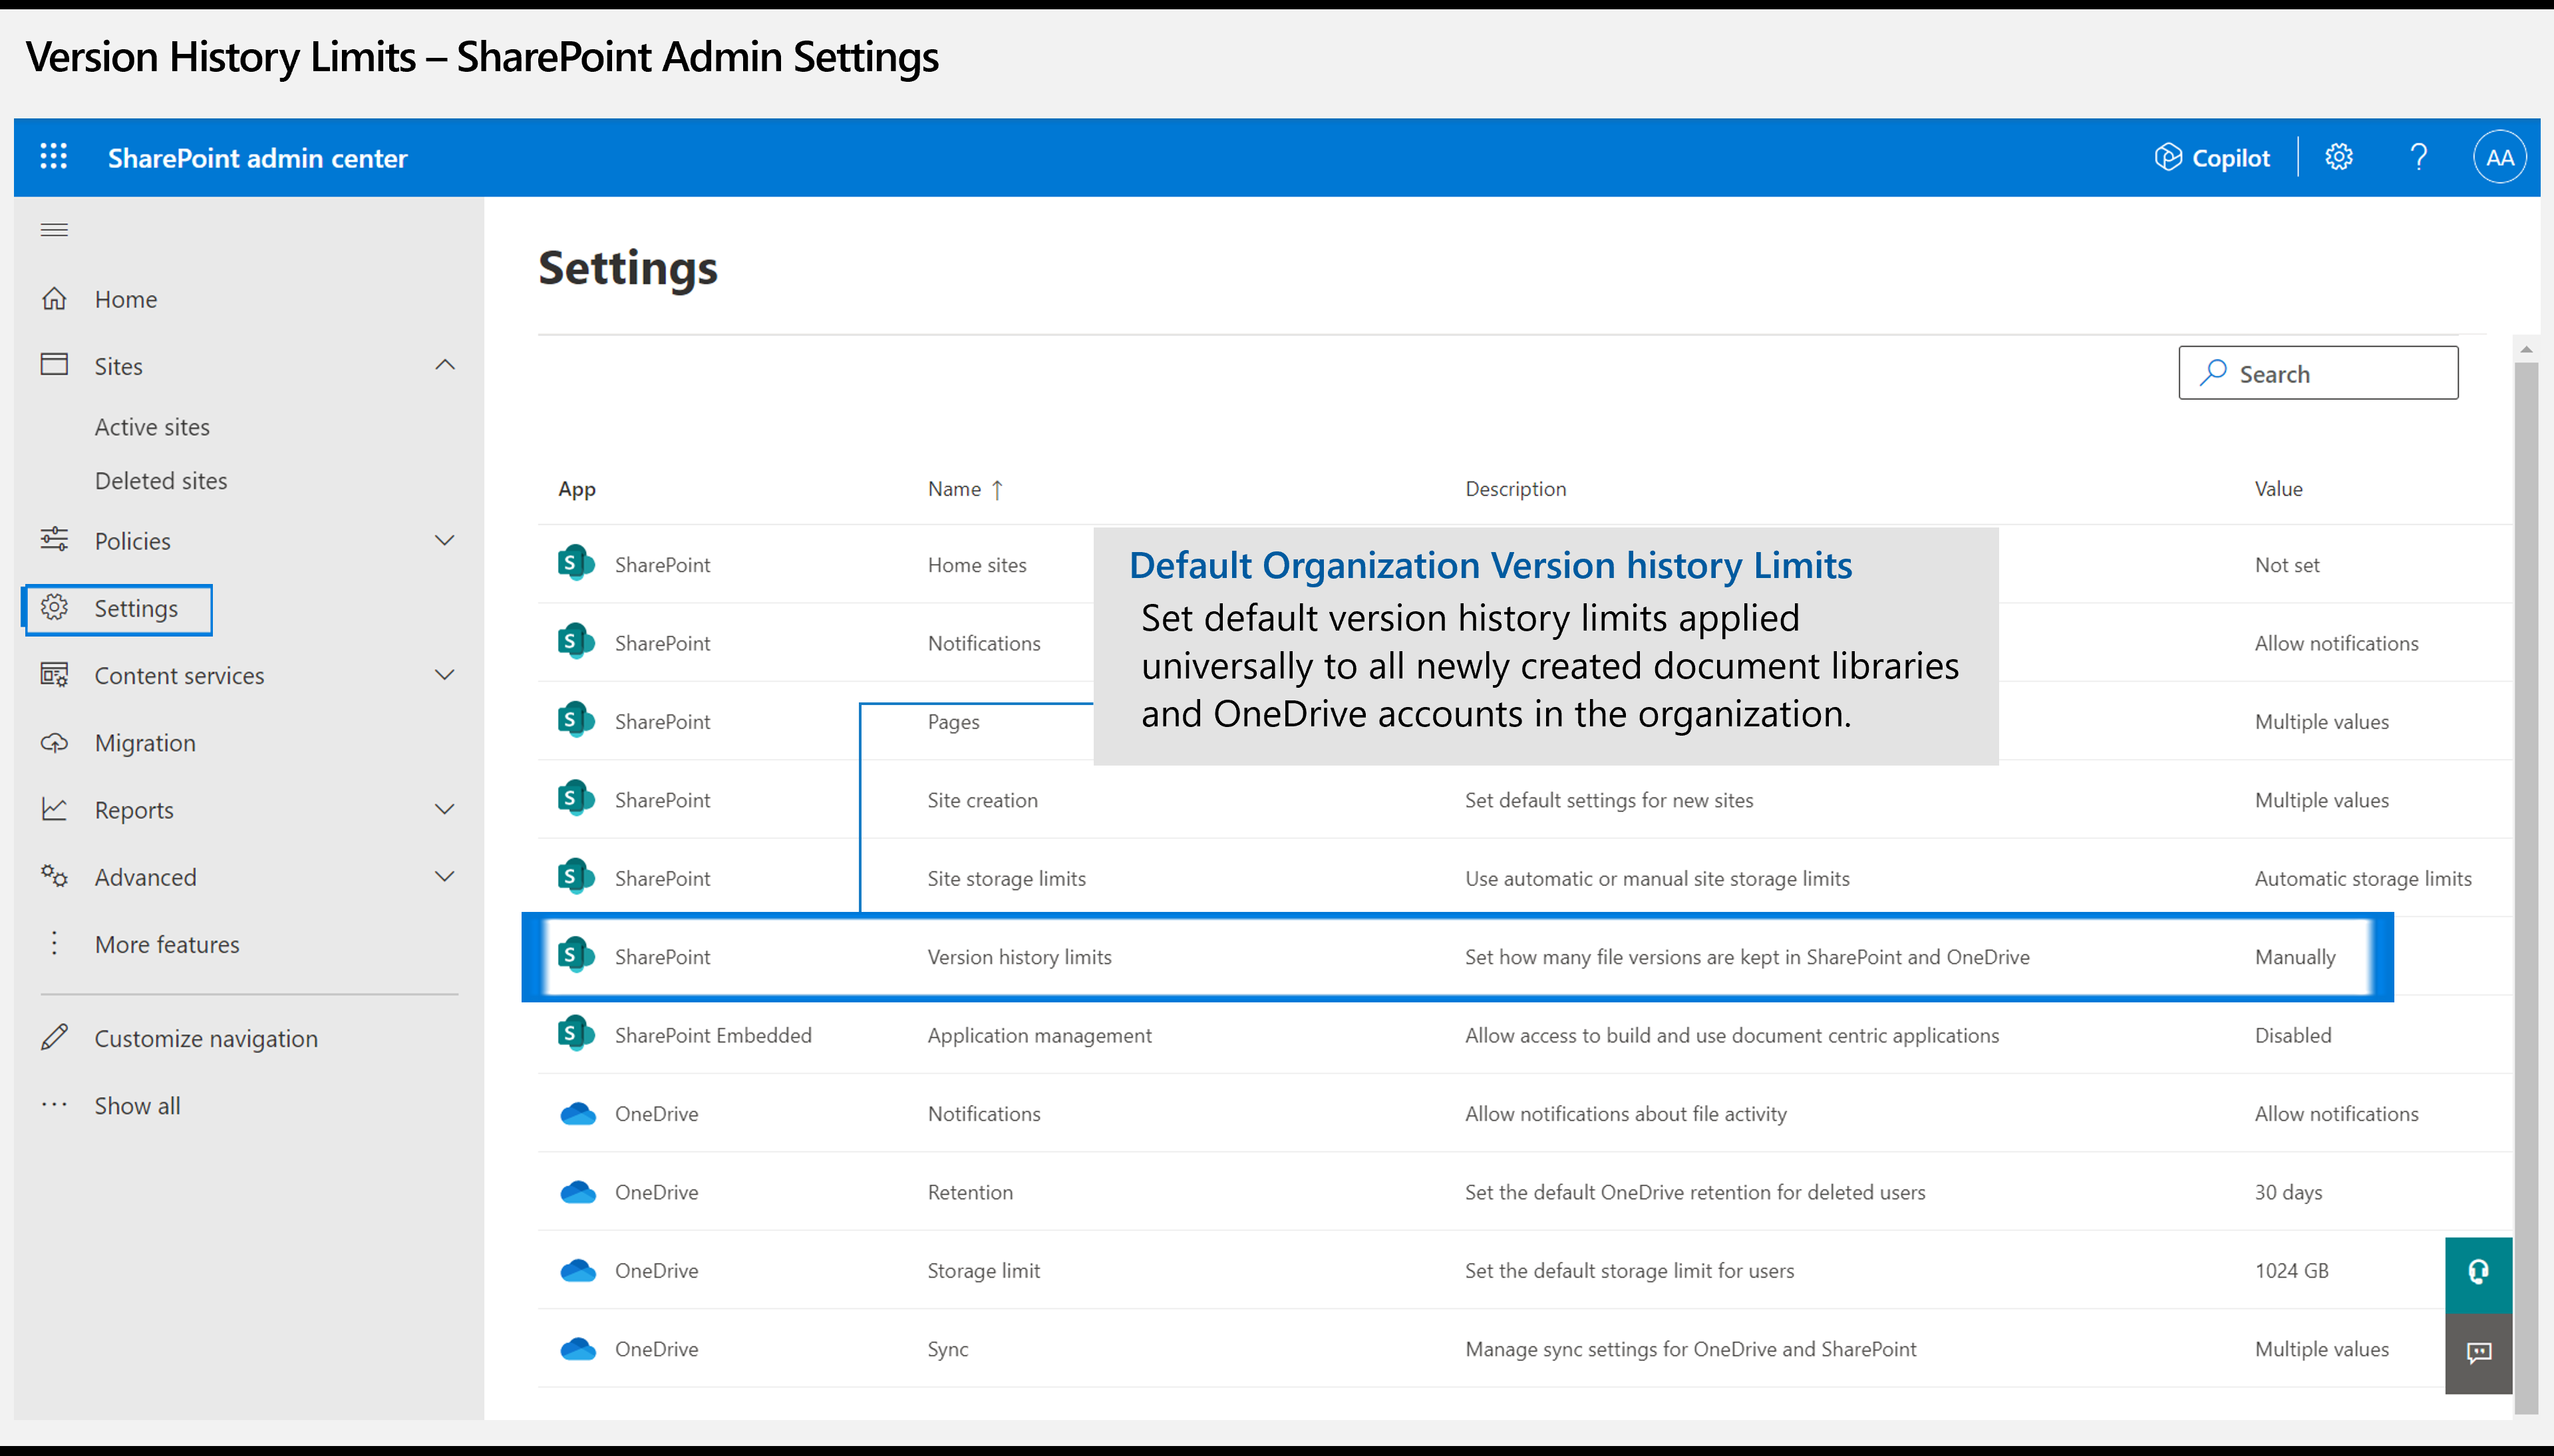 Version History Limits – SharePoint Admin Settings
SharePoint admin center
Copilot
?
AA
Home
Sites
Active sites
Deleted sites
Policies
Settings
Content services
Migration
Reports
Advanced
More features
Customize navigation
Show all
Settings
Search
App Name ↑ Description Value
SharePoint Home sites Not set
SharePoint Notifications Allow notifications
SharePoint Pages Multiple values
Default Organization Version history Limits
Set default version history limits applied
universally to all newly created document libraries
and OneDrive accounts in the organization.
SharePoint Site creation Set default settings for new sites Multiple values
SharePoint Site storage limits Use automatic or manual site storage limits Automatic storage limits
SharePoint Version history limits Set how many file versions are kept in SharePoint and OneDrive Manually
SharePoint Embedded Application management Allow access to build and use document centric applications Disabled
OneDrive Notifications Allow notifications about file activity Allow notifications
OneDrive Retention Set the default OneDrive retention for deleted users 30 days
OneDrive Storage limit Set the default storage limit for users 1024 GB
OneDrive Sync Manage sync settings for OneDrive and SharePoint Multiple values